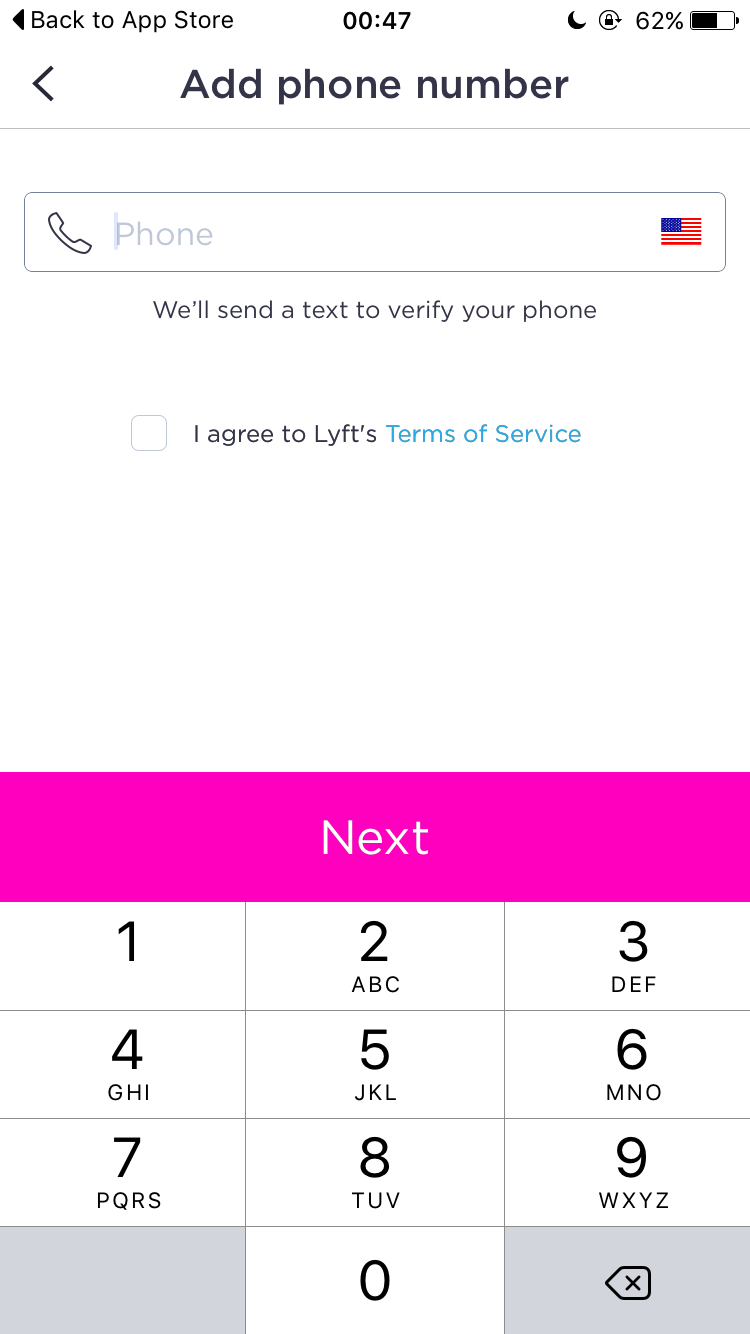 Back to App Store 00:47 62%
Add phone number
Phone
We’ll send a text to verify your phone
I agree to Lyft's Terms of Service
Next
1 2 3
ABC DEF
4 5 6
GHI JKL MNO
7 8 9
PQRS TUV WXYZ
0